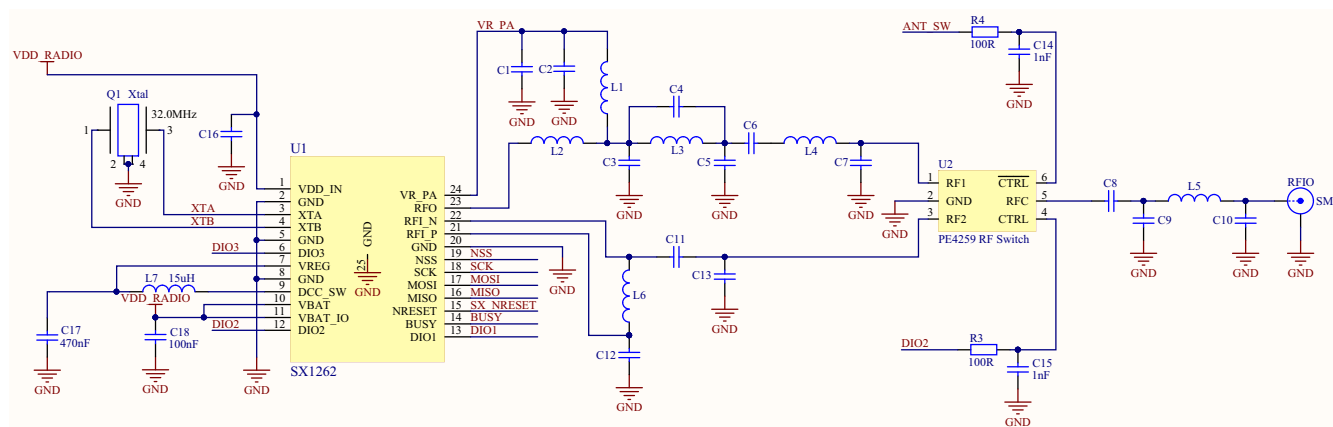 VDD_RADIO
Q1 Xtal
32.0MHz
1
3
2
4
GND
C16
GND
XTA
XTB
DIO3
L7 15uH
VDD_RADIO
DIO2
C17
470nF
GND
C18
100nF
GND
GND
U1
1 VDD_IN
2 GND
3 XTA
4 XTB
5 GND
6 DIO3
7 VREG
8 GND
9 DCC_SW
10 VBAT
11 VBAT_IO
12 DIO2
GND
25
GND
VR_PA 24
RFO 23
RFI_N 22
RFI_P 21
GND 20
NSS 19 NSS
SCK 18 SCK
MOSI 17 MOSI
MISO 16 MISO
NRESET 15 SX_NRESET
BUSY 14 BUSY
DIO1 13 DIO1
SX1262
GND
VR_PA
C1
GND
C2
GND
L1
L2
C4
C3
GND
L3
C5
GND
C6
L4
C7
GND
C11
L6
C13
GND
C12
GND
ANT_SW
R4
100R
C14
1nF
GND
U2
1 RF1
2 GND
3 RF2
CTRL 6
RFC 5
CTRL 4
PE4259 RF Switch
GND
C8
C9
GND
L5
C10
GND
RFIO
SM
GND
DIO2
R3
100R
C15
1nF
GND